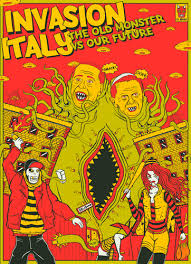 INVASION
ITALY
THE OLD MONSTER
VS OUR FUTURE